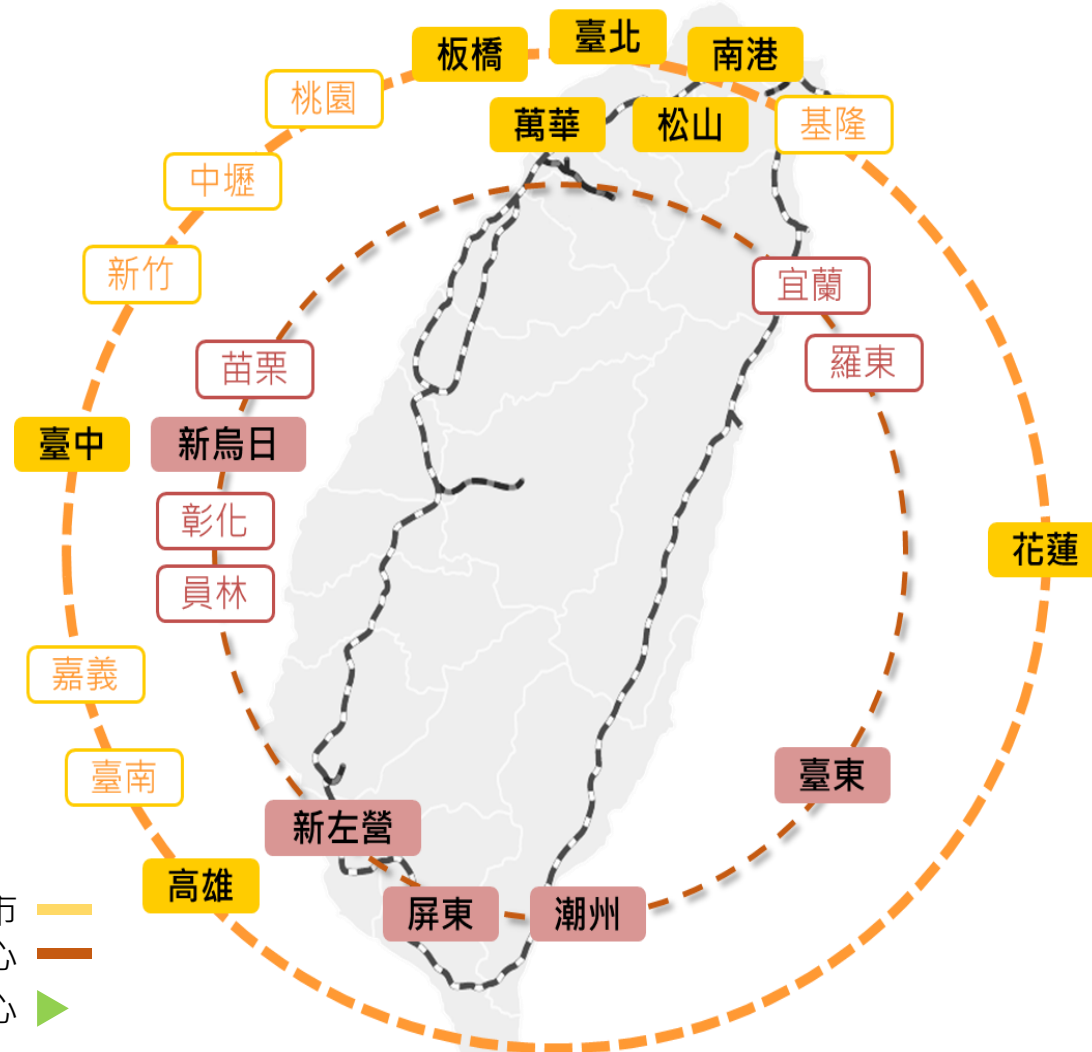 臺北
板橋
南港
桃園
萬華
松山
基隆
中壢
新竹
宜蘭
苗栗
羅東
臺中
新烏日
彰化
花蓮
員林
嘉義
臺南
臺東
新左營
高雄
屏東
潮州
市
心
心